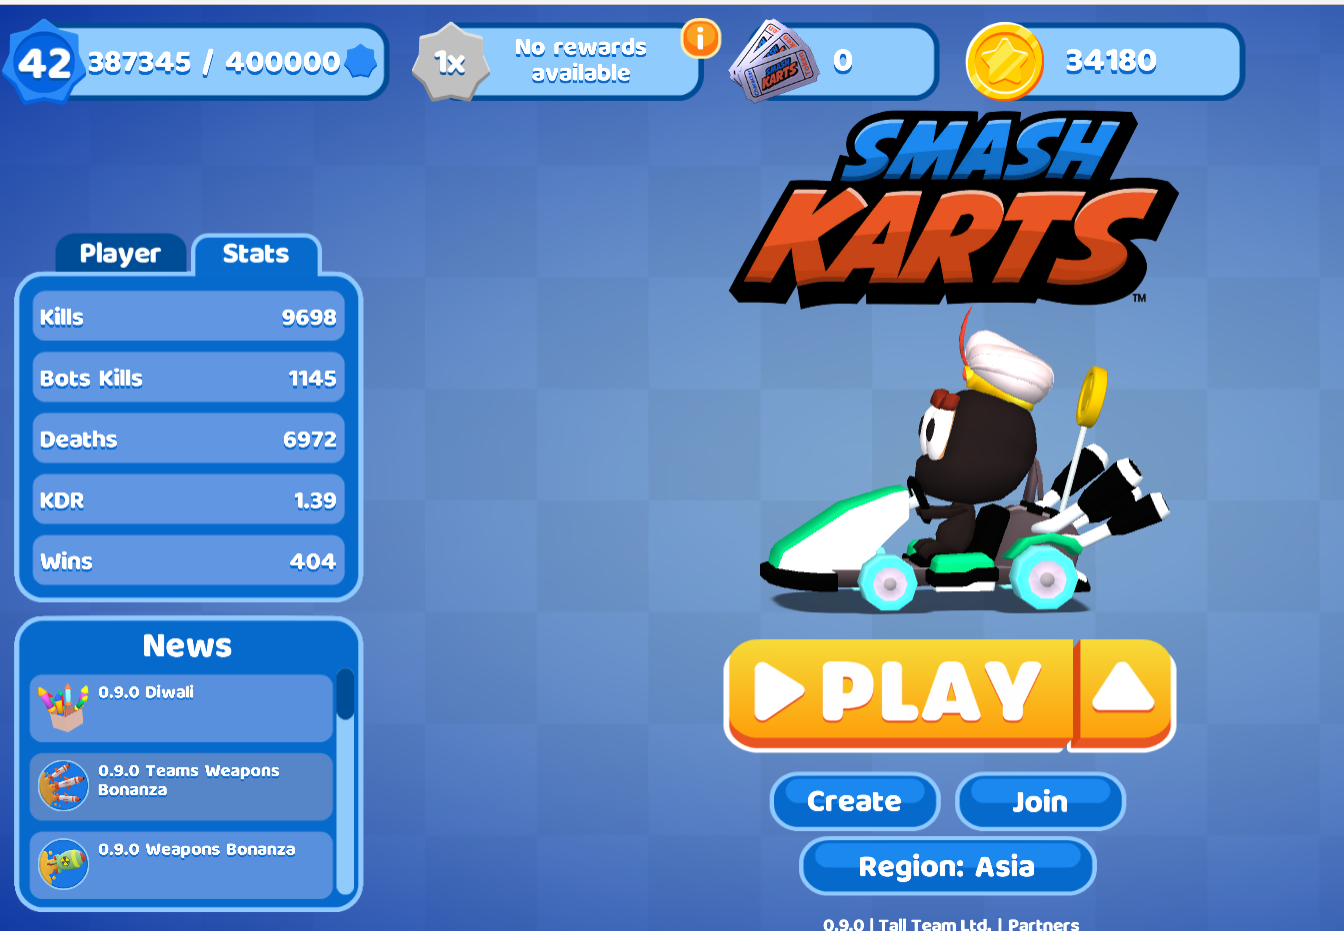 42 387345 / 400000
1x
No rewards
available
i
0
34180
SMASH
KARTS
TM
Player Stats
Kills 9698
Bots Kills 1145
Deaths 6972
KDR 1.39
Wins 404
News
0.9.0 Diwali
0.9.0 Teams Weapons
Bonanza
0.9.0 Weapons Bonanza
PLAY
Create Join
Region: Asia
0.9.0 | Tall Team Ltd. | Partners